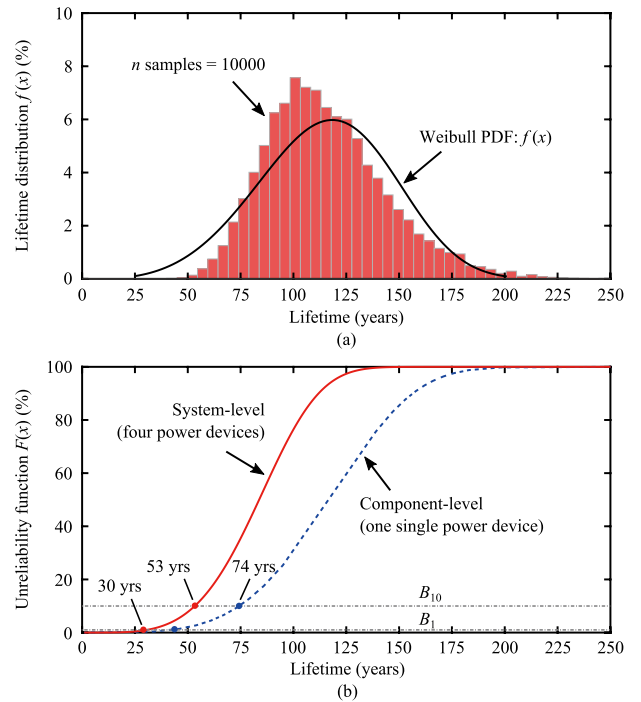 Lifetime distribution f (x) (%)
8
6
4
2
0
n samples = 10000
Weibull PDF: f (x)
0 25 50 75 100 125 150 175 200 225 250
Lifetime (years)
(a)
Unreliability function F(x) (%)
100
80
60
40
20
0
System-level
(four power devices)
Component-level
(one single power device)
30 yrs
53 yrs
74 yrs
B10
B1
0 25 50 75 100 125 150 175 200 225 250
Lifetime (years)
(b)